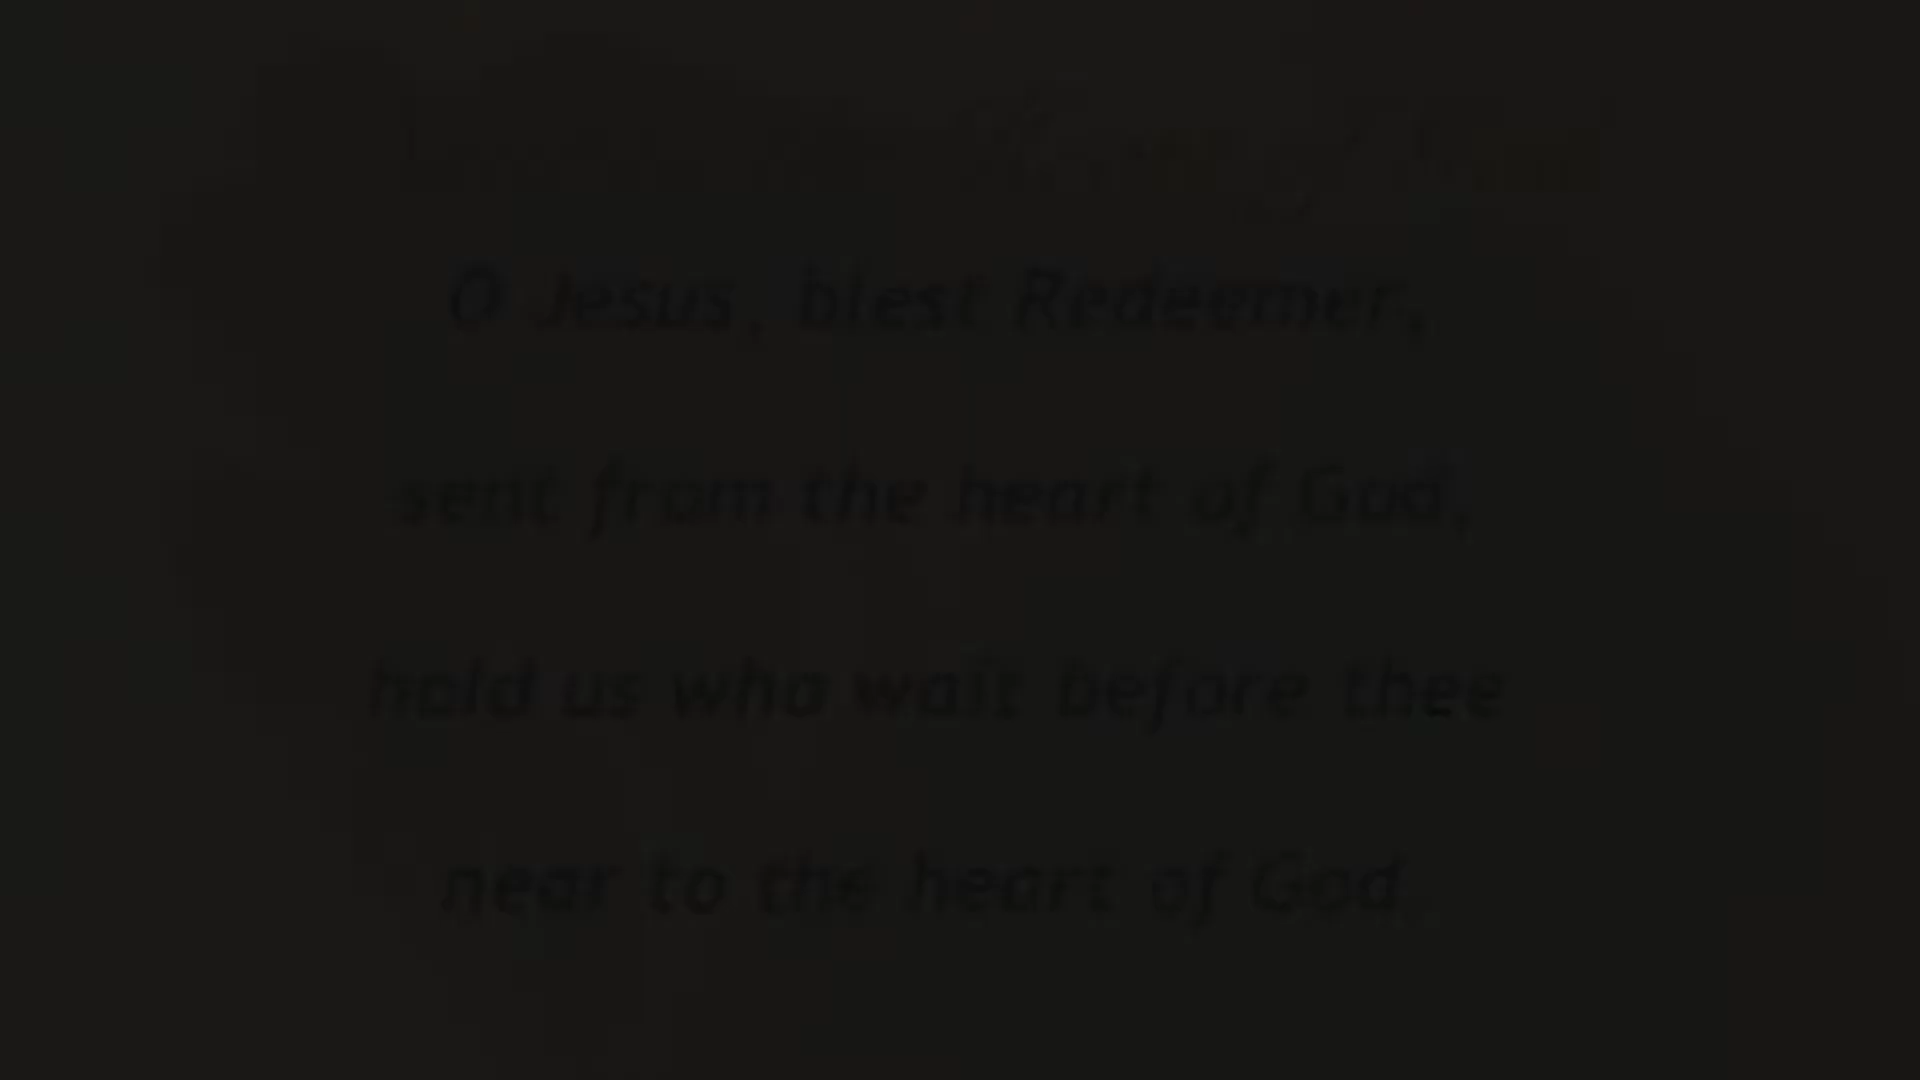 O Jesus, blest Redeemer,
sent from the heart of God,
hold us who wait before thee
near to the heart of God